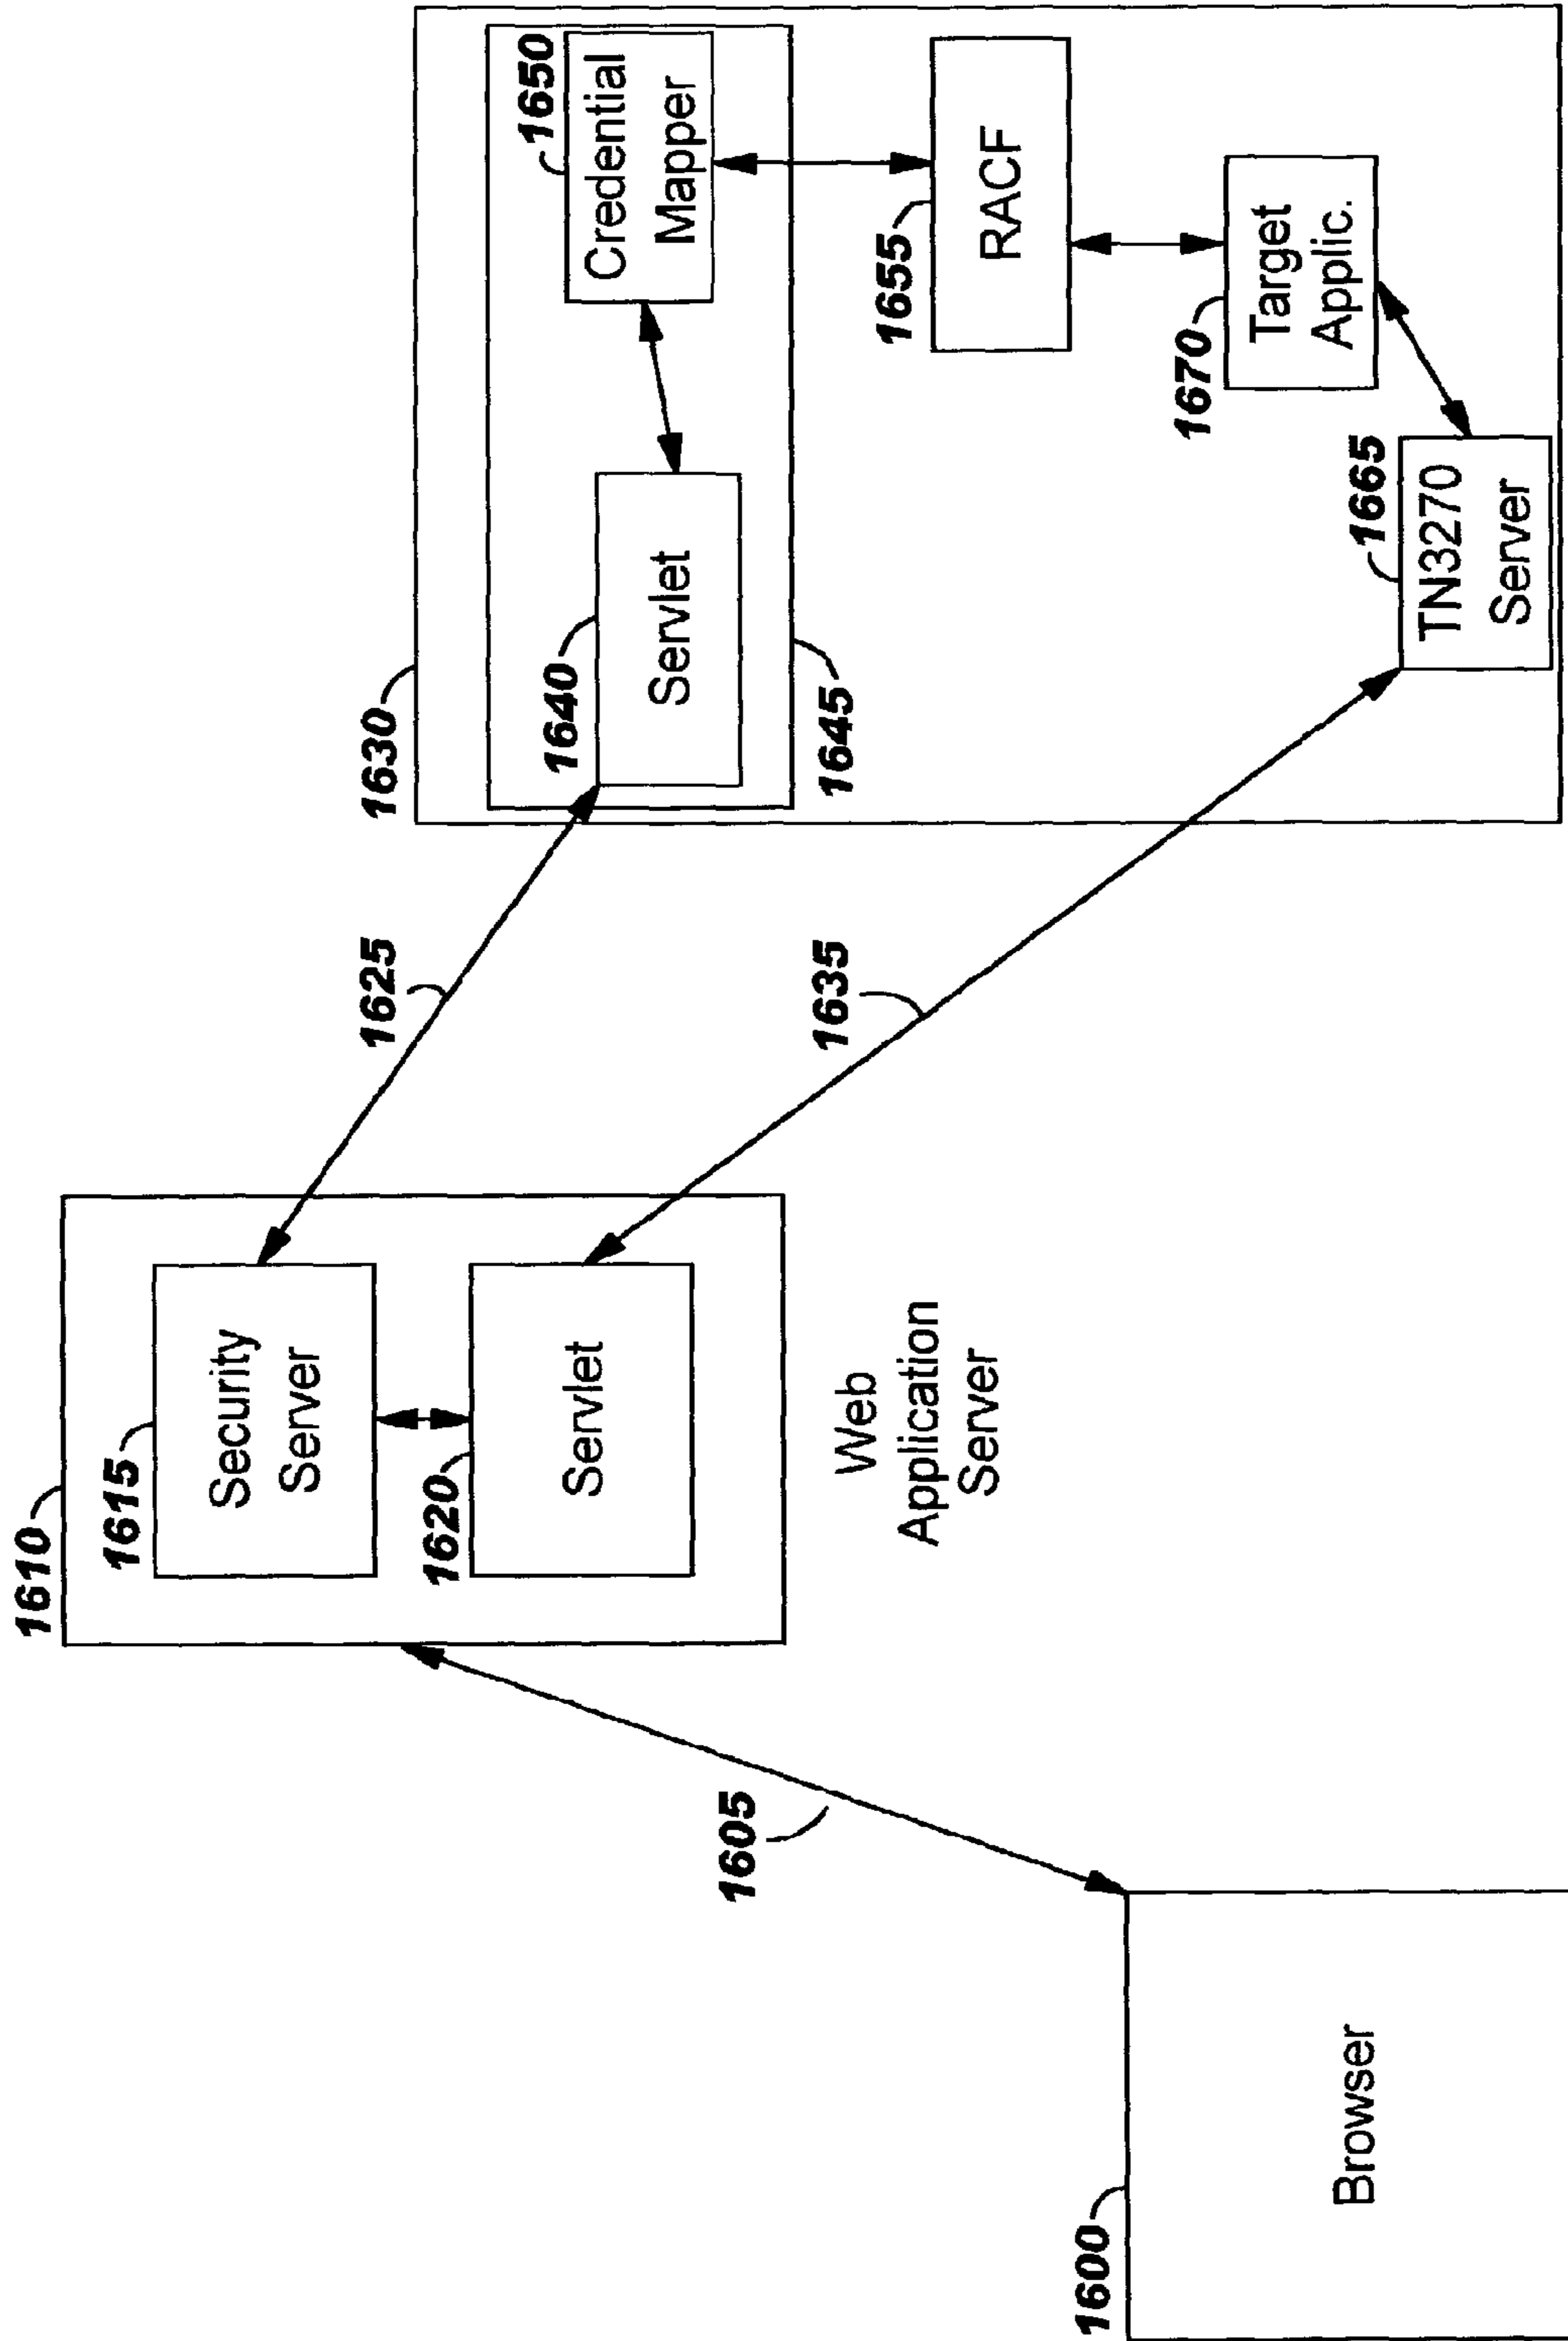 1600
Browser
1605
1610
1615
Security
Server
1620
Servlet
Web
Application
Server
1625
1635
1630
1640
Servlet
1645
1650
Credential
Mapper
1655
RACF
1670
Target
Applic.
1665
TN3270
Server